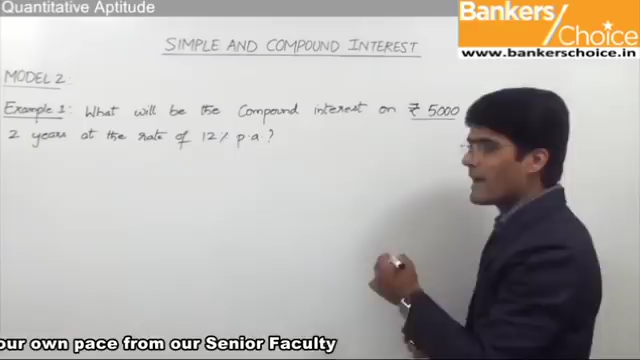 Quantitative Aptitude
Bankers
Choice
www.bankerschoice.in
SIMPLE AND COMPOUND INTEREST
MODEL 2
Example 1: What will be the Compound interest on ₹ 5000
2 years at the rate of 12% p.a.?
our own pace from our Senior Faculty